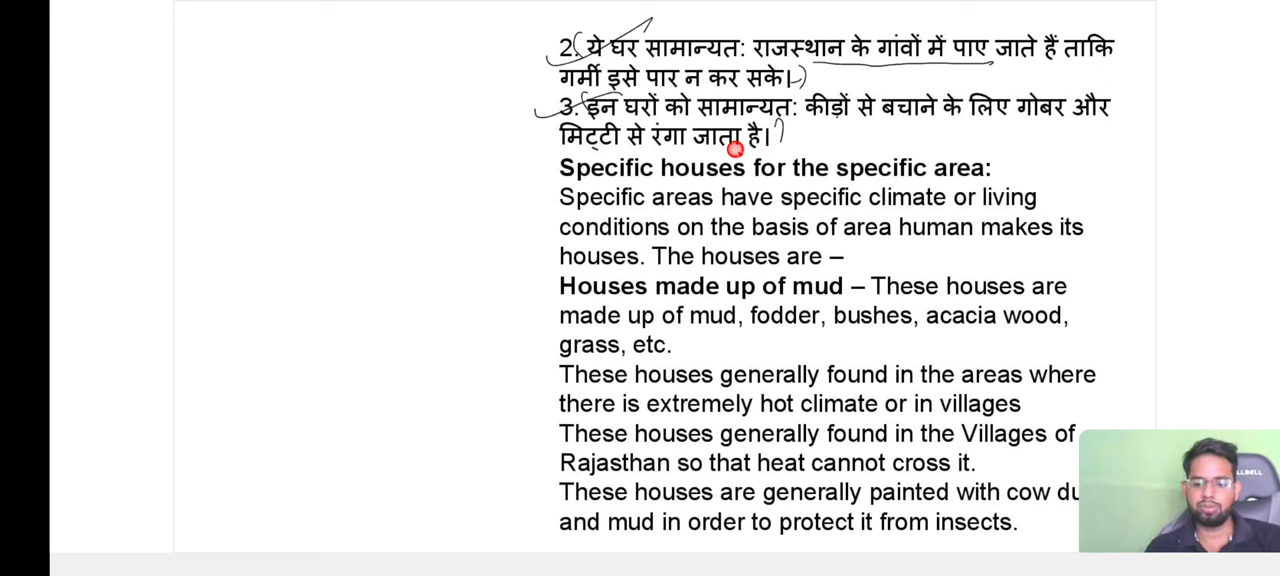 2. ये घर सामान्यत: राजस्थान के गांवों में पाए जाते हैं ताकि
गर्मी इसे पार न कर सके।
3. इन घरों को सामान्यत: कीड़ों से बचाने के लिए गोबर और
मिट्टी से रंगा जाता है।
Specific houses for the specific area:
Specific areas have specific climate or living
conditions on the basis of area human makes its
houses. The houses are –
Houses made up of mud – These houses are
made up of mud, fodder, bushes, acacia wood,
grass, etc.
These houses generally found in the areas where
there is extremely hot climate or in villages
These houses generally found in the Villages of
Rajasthan so that heat cannot cross it.
These houses are generally painted with cow du
and mud in order to protect it from insects.